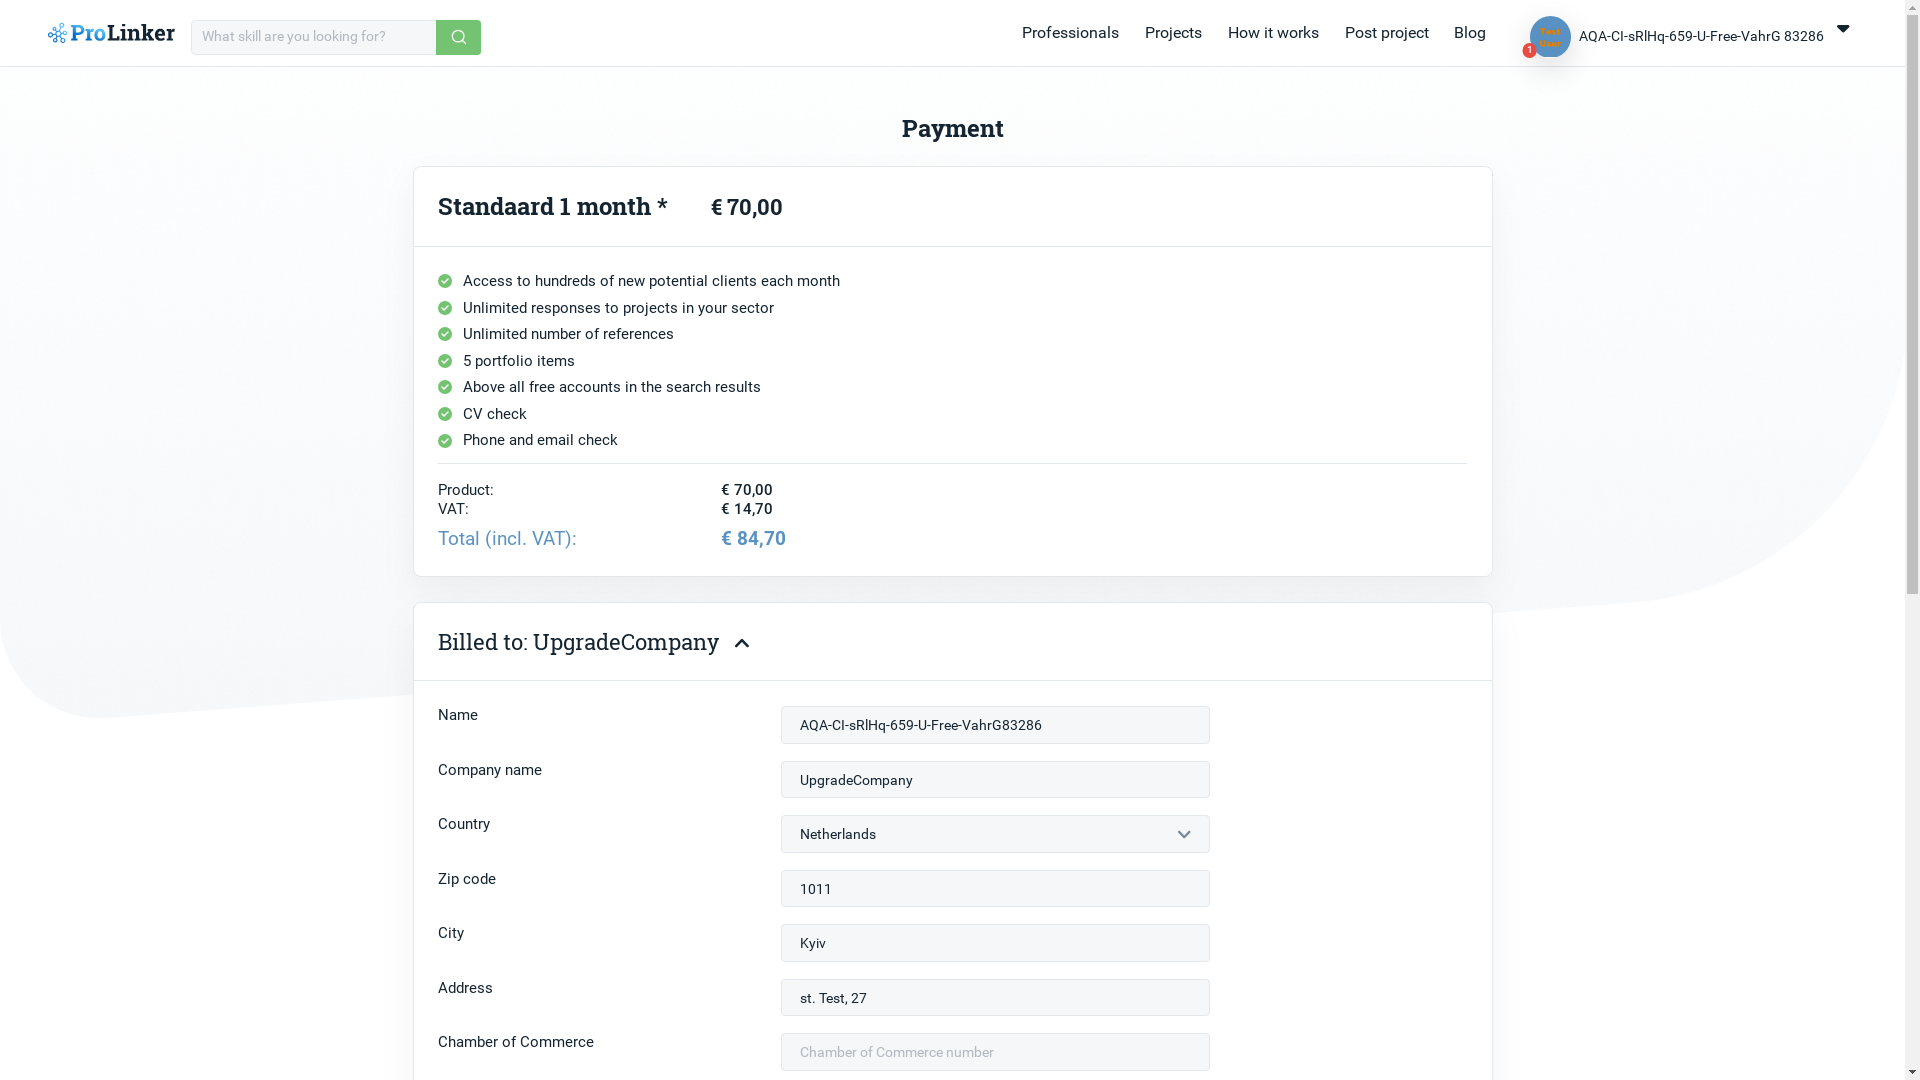 ProLinker
What skill are you looking for?
Professionals
Projects
How it works
Post project
Blog
Test
User
1
AQA-CI-sRlHq-659-U-Free-VahrG 83286
Payment
Standaard 1 month * € 70,00
Access to hundreds of new potential clients each month
Unlimited responses to projects in your sector
Unlimited number of references
5 portfolio items
Above all free accounts in the search results
CV check
Phone and email check
Product: € 70,00
VAT: € 14,70
Total (incl. VAT): € 84,70
Billed to: UpgradeCompany
Name AQA-CI-sRlHq-659-U-Free-VahrG83286
Company name UpgradeCompany
Country Netherlands
Zip code 1011
City Kyiv
Address st. Test, 27
Chamber of Commerce Chamber of Commerce number